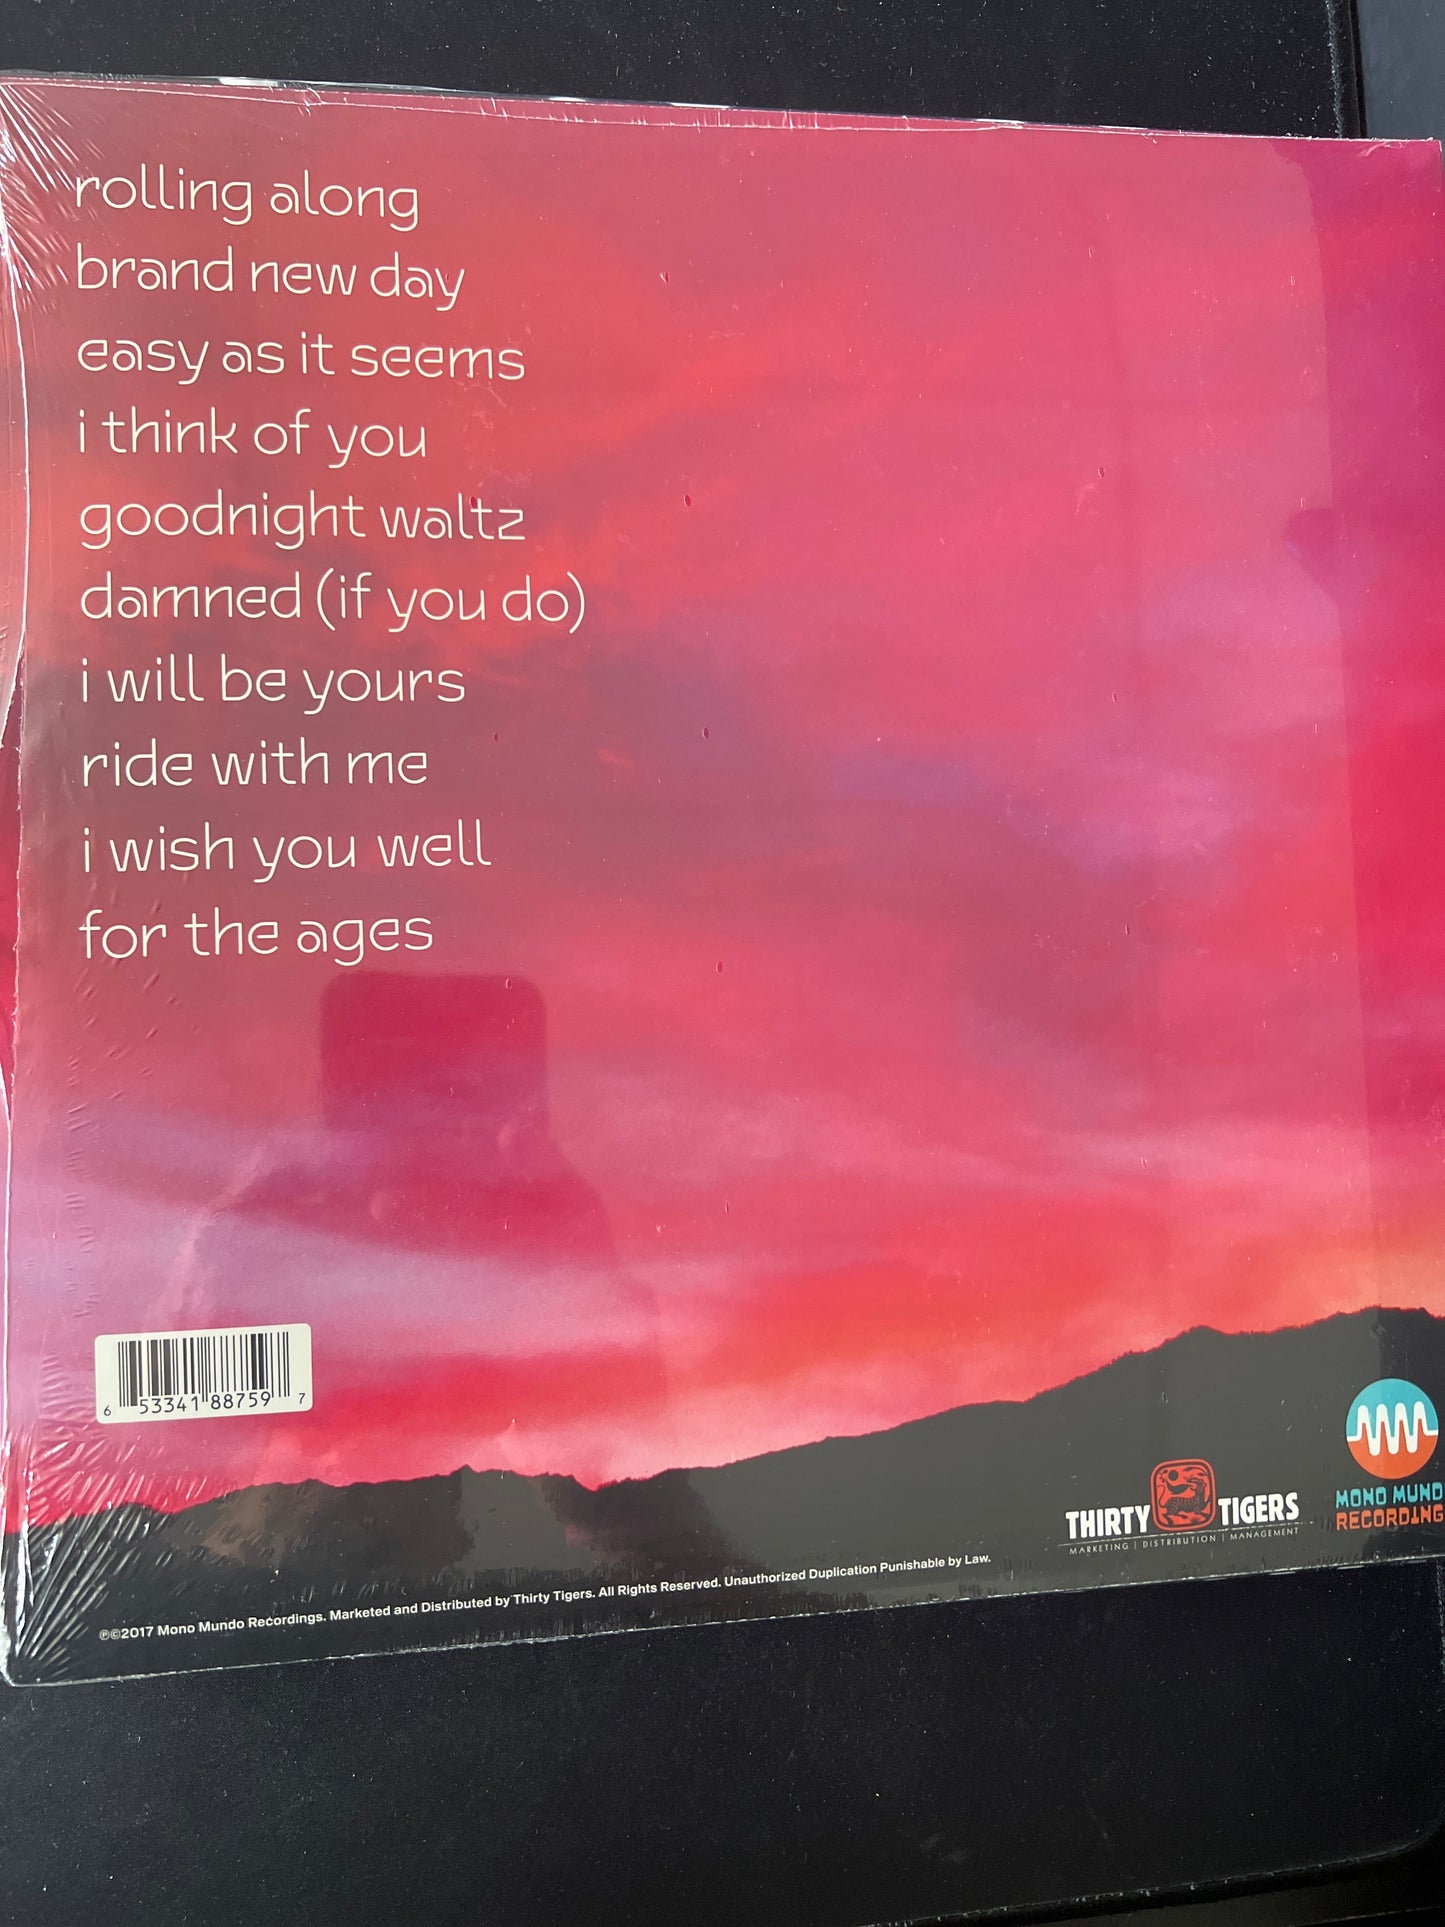 rolling along
brand new day
easy as it seems
i think of you
goodnight waltz
damned (if you do)
i will be yours
ride with me
i wish you well
for the ages
6 53341 88759 7
THIRTY TIGERS
MARKETING | DISTRIBUTION | MANAGEMENT
MONO MUND
RECORDING
℗©2017 Mono Mundo Recordings. Marketed and Distributed by Thirty Tigers. All Rights Reserved. Unauthorized Duplication Punishable by Law.